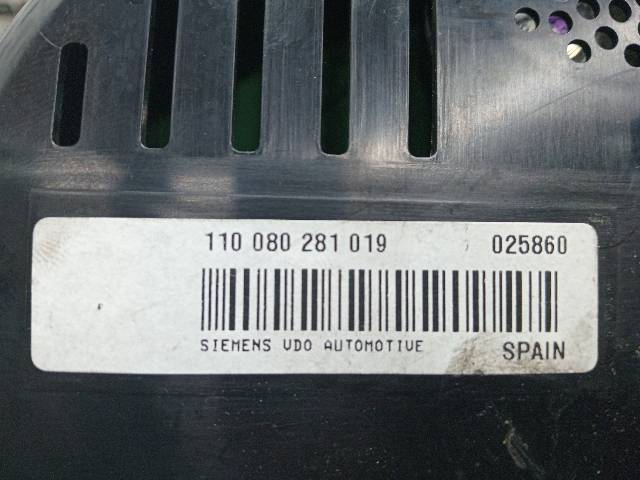 110 080 281 019 025860
SIEMENS VDO AUTOMOTIVE SPAIN